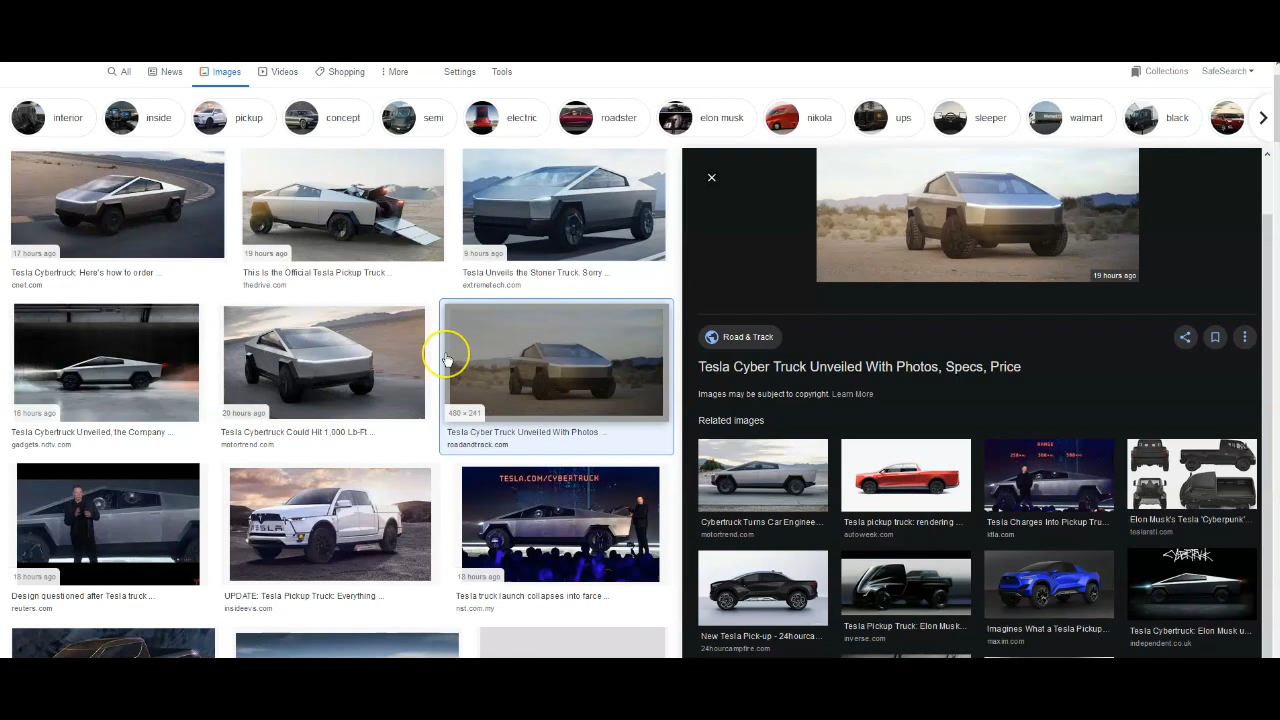 All News Images Videos Shopping More Settings Tools Collections SafeSearch
interior inside pickup concept semi electric roadster elon musk nikola ups sleeper walmart black
17 hours ago
19 hours ago
9 hours ago
Tesla Cybertruck: Here's how to order ...
This Is the Official Tesla Pickup Truck ...
Tesla Unveils the Stoner Truck. Sorry ...
cnet.com
thedrive.com
extremetech.com
16 hours ago
20 hours ago
480 × 241
Tesla Cybertruck Unveiled, the Company ...
Tesla Cybertruck Could Hit 1,000 Lb-Ft ...
Tesla Cyber Truck Unveiled With Photos ...
gadgets.ndtv.com
motortrend.com
roadandtrack.com
TESLA.COM/CYBERTRUCK
18 hours ago
18 hours ago
Design questioned after Tesla truck ...
UPDATE: Tesla Pickup Truck: Everything ...
Tesla truck launch collapses into farce ...
reuters.com
insideevs.com
nst.com.my
19 hours ago
Road & Track
Tesla Cyber Truck Unveiled With Photos, Specs, Price
Images may be subject to copyright. Learn More
Related images
RANGE
Cybertruck Turns Car Enginee...
Tesla pickup truck: rendering ...
Tesla Charges Into Pickup Tru...
Elon Musk's Tesla 'Cyberpunk'...
motortrend.com
autoweek.com
ktla.com
teslarati.com
CYBERTRUCK
New Tesla Pick-up - 24hourca...
Tesla Pickup Truck: Elon Musk...
Imagines What a Tesla Pickup...
Tesla Cybertruck: Elon Musk u...
24hourcampfire.com
inverse.com
maxim.com
independent.co.uk